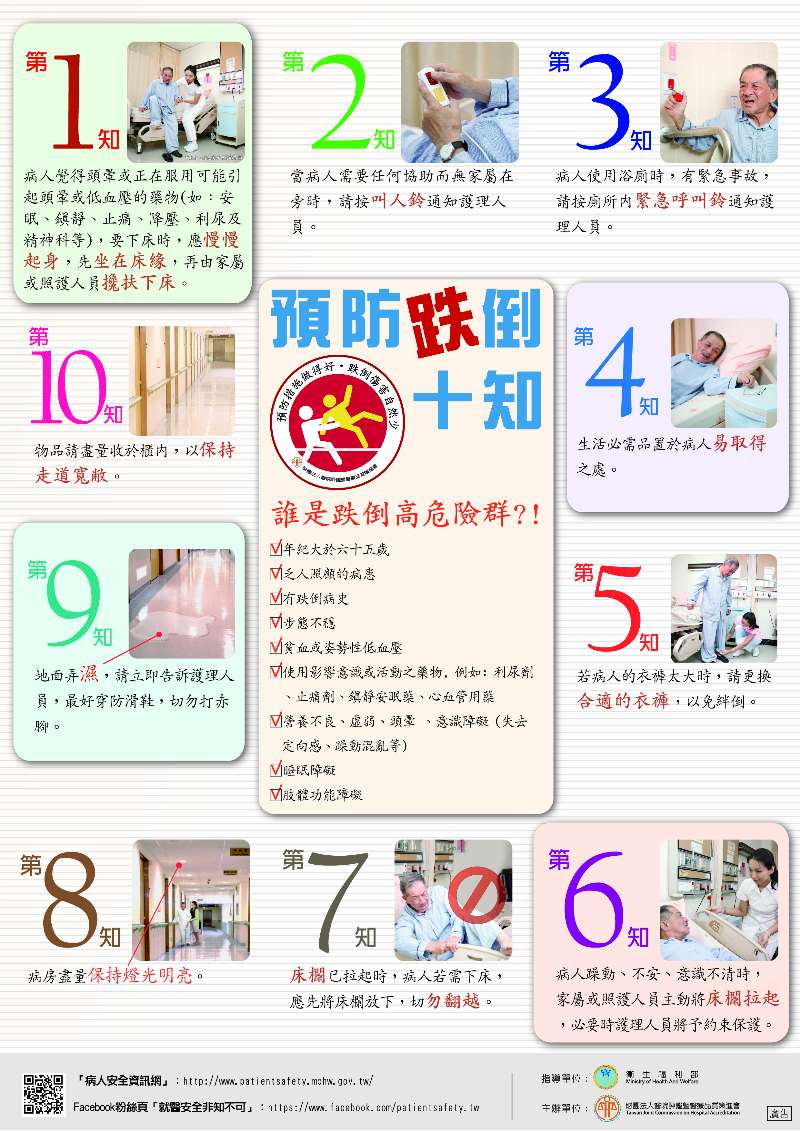 第1知
病人覺得頭暈或正在服用可能引
起頭暈或低血壓的藥物(如：安
眠、鎮靜、止痛、降壓、利尿及
精神科等)，要下床時，應慢慢
起身，先坐在床緣，再由家屬
或照護人員攙扶下床。
第2知
當病人需要任何協助而無家屬在
旁時，請按叫人鈴通知護理人
員。
第3知
病人使用浴廁時，有緊急事故，
請按廁所內緊急呼叫鈴通知護
理人員。
預防跌倒
十知
預防措施做得好・跌倒傷害自然少
誰是跌倒高危險群?!
年紀大於六十五歲
乏人照顧的病患
有跌倒病史
步態不穩
貧血或姿勢性低血壓
使用影響意識或活動之藥物，例如：利尿劑
、止痛劑、鎮靜安眠藥、心血管用藥
營養不良、虛弱、頭暈、意識障礙（失去
定向感、躁動混亂等）
睡眠障礙
肢體功能障礙
第4知
生活必需品置於病人易取得
之處。
第5知
若病人的衣褲太大時，請更換
合適的衣褲，以免絆倒。
第6知
病人躁動、不安、意識不清時，
家屬或照護人員主動將床欄拉起
，必要時護理人員將予約束保護。
第7知
床欄已拉起時，病人若需下床，
應先將床欄放下，切勿翻越。
第8知
病房盡量保持燈光明亮。
第9知
地面弄濕，請立即告訴護理人
員，最好穿防滑鞋，切勿打赤
腳。
第10知
物品請盡量收於櫃內，以保持
走道寬敞。
「病人安全資訊網」：http://www.patientsafety.mohw.gov.tw/
Facebook粉絲頁「就醫安全非知不可」：https://www.facebook.com/patientsafety.tw
指導單位：衛生福利部
Ministry of Health And Welfare
主辦單位：財團法人醫院評鑑暨醫療品質策進會
Taiwan Joint Commission on Hospital Accreditation
廣告